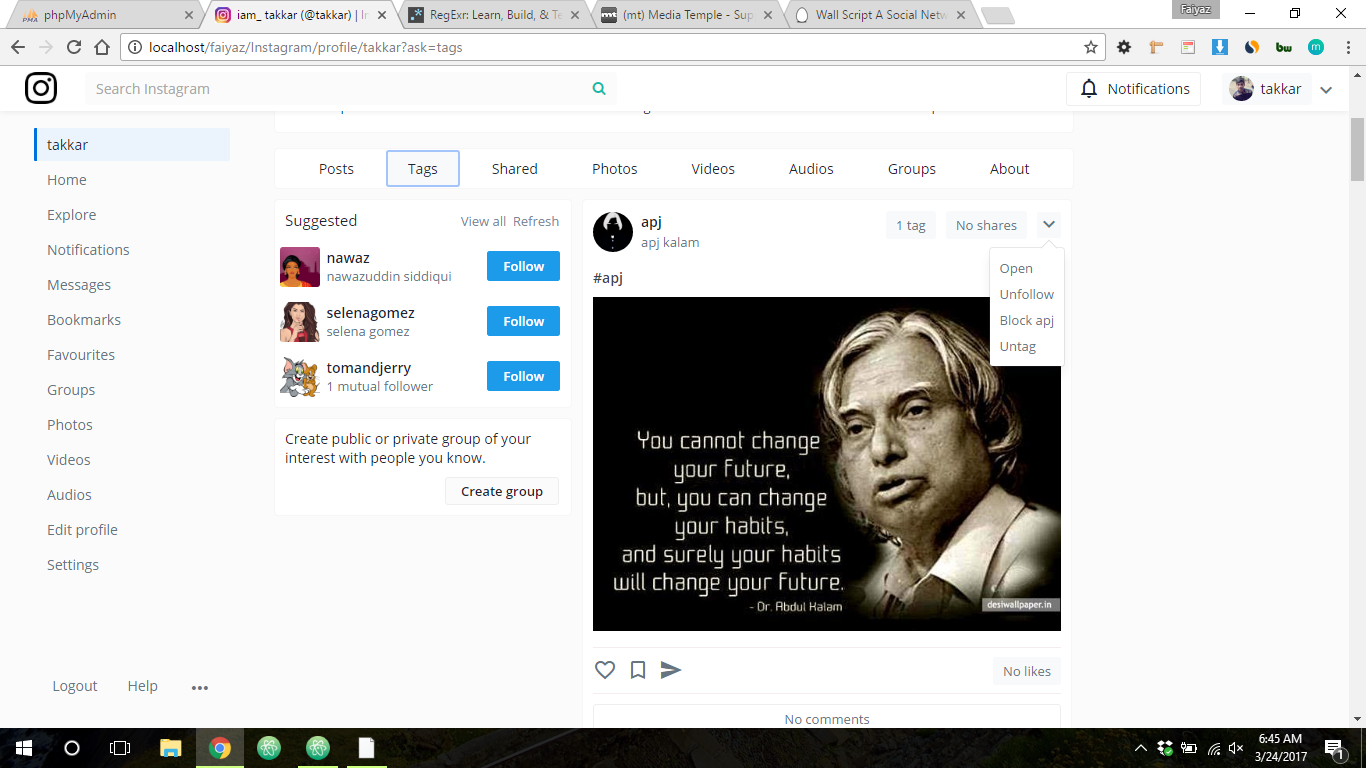 phpMyAdmin
iam_ takkar (@takkar) | In
RegExr: Learn, Build, & Te
(mt) Media Temple - Sup
Wall Script A Social Netw
Faiyaz
localhost/faiyaz/Instagram/profile/takkar?ask=tags
Search Instagram
Notifications
takkar
takkar
Home
Explore
Notifications
Messages
Bookmarks
Favourites
Groups
Photos
Videos
Audios
Edit profile
Settings
Logout Help
Posts Tags Shared Photos Videos Audios Groups About
Suggested View all Refresh
nawaz
nawazuddin siddiqui
Follow
selenagomez
selena gomez
Follow
tomandjerry
1 mutual follower
Follow
Create public or private group of your
interest with people you know.
Create group
apj
apj kalam
1 tag
No shares
Open
Unfollow
Block apj
Untag
#apj
You cannot change
your future,
but, you can change
your habits,
and surely your habits
will change your future.
- Dr. Abdul Kalam
desiwallpaper.in
No likes
No comments
6:45 AM
3/24/2017